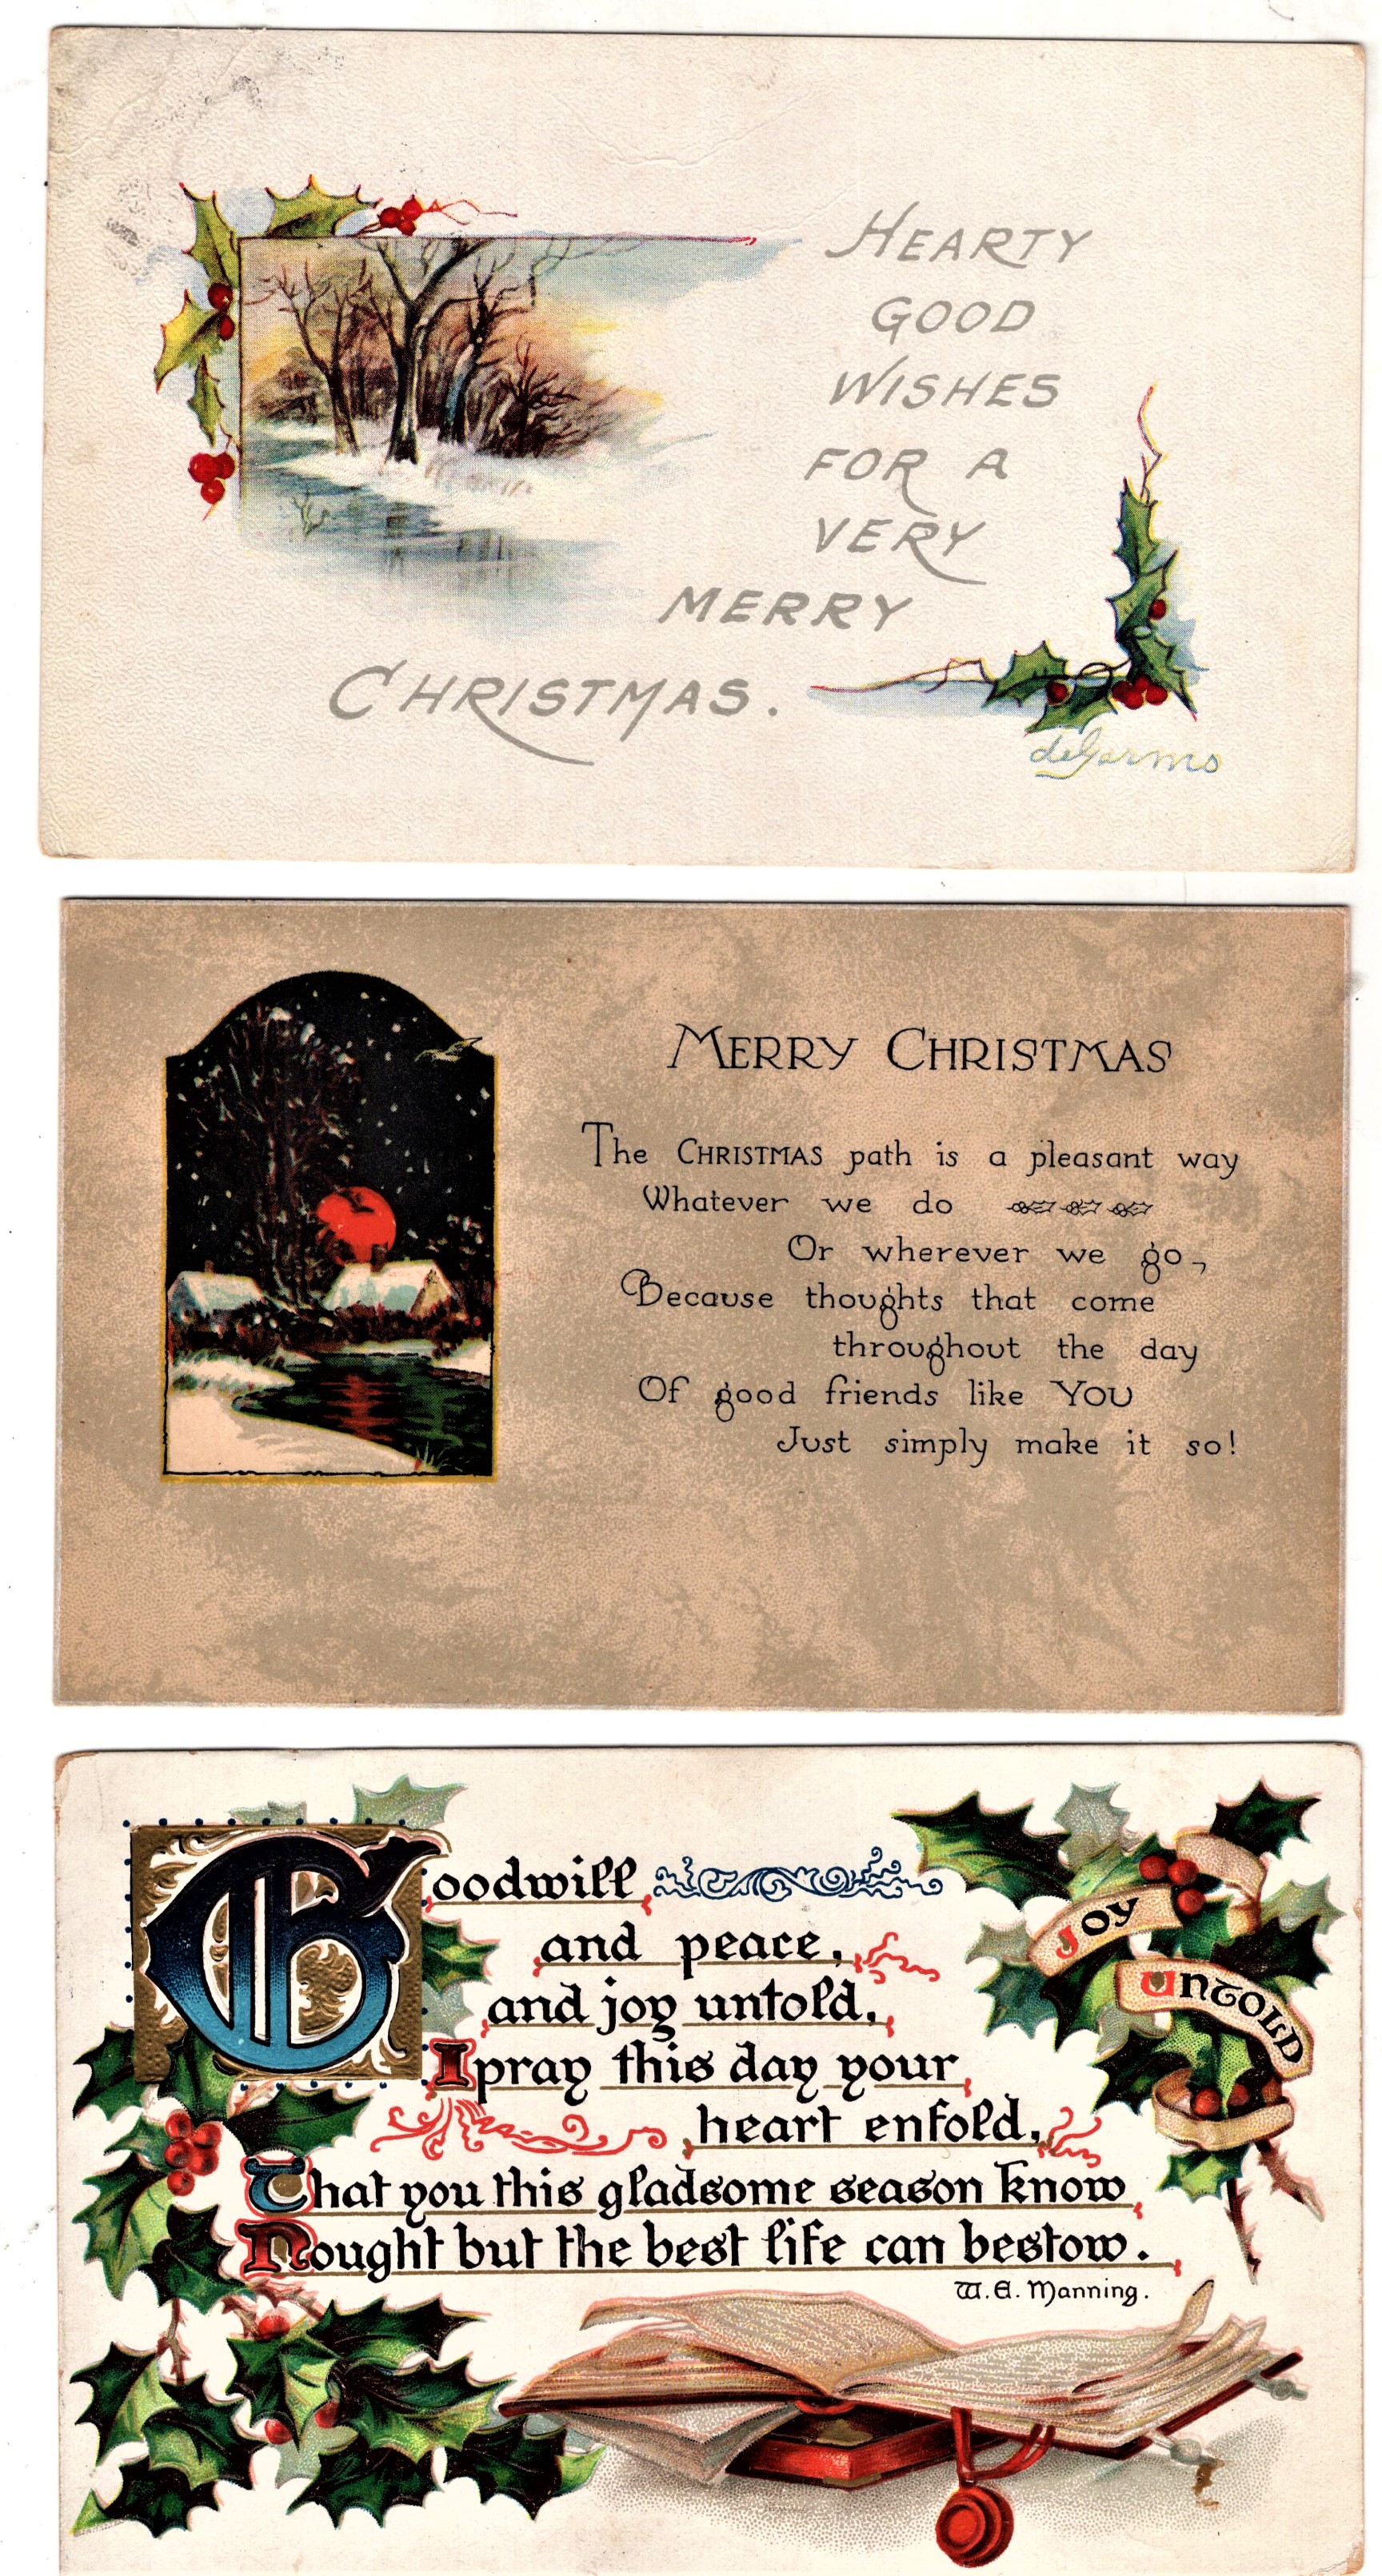 HEARTY
GOOD
WISHES
FOR A
VERY
MERRY
CHRISTMAS.
deGarmo
MERRY CHRISTMAS
The CHRISTMAS path is a pleasant way
Whatever we do
Or wherever we go,
Because thoughts that come
throughout the day
Of good friends like YOU
Just simply make it so!
Goodwill
and peace,
and joy untold,
I pray this day your
heart enfold,
That you this gladsome season know
Nought but the best life can bestow.
W. E. Manning.
JOY
UNTOLD